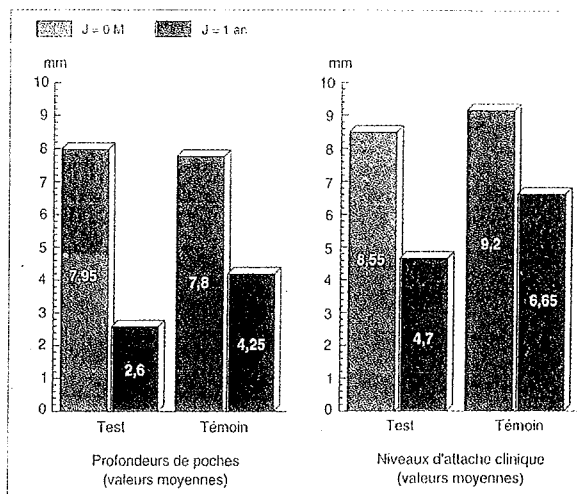 J = 0 M
J = 1 an
mm
10
9
8
7
6
5
4
3
2
1
0
7,95
2,6
7,8
4,25
Test
Témoin
Profondeurs de poches
(valeurs moyennes)
mm
10
9
8
7
6
5
4
3
2
1
0
8,55
4,7
9,2
6,65
Test
Témoin
Niveaux d'attache clinique
(valeurs moyennes)